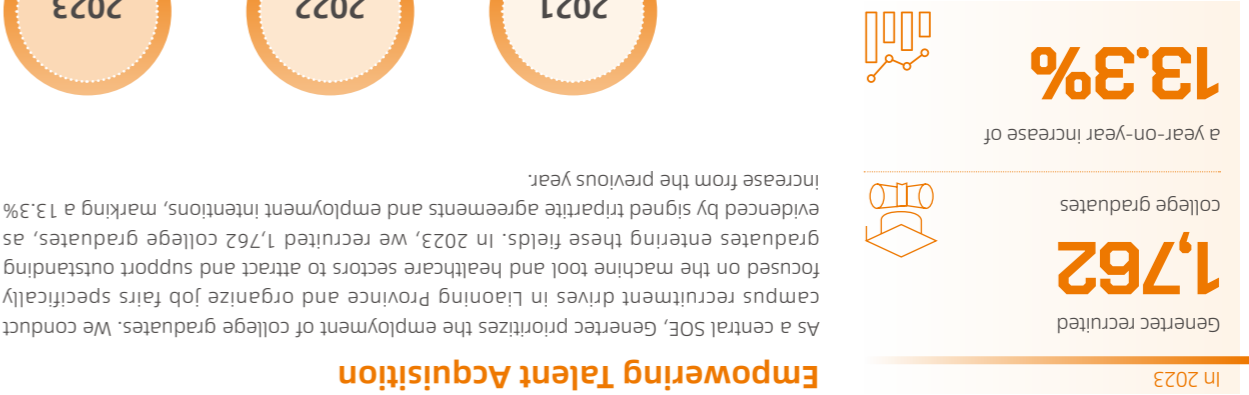 In 2023
Genertec recruited
1,762
college graduates
a year-on-year increase of
13.3%
Empowering Talent Acquisition
As a central SOE, Genertec prioritizes the employment of college graduates. We conduct
campus recruitment drives in Liaoning Province and organize job fairs specifically
focused on the machine tool and healthcare sectors to attract and support outstanding
graduates entering these fields. In 2023, we recruited 1,762 college graduates, as
evidenced by signed tripartite agreements and employment intentions, marking a 13.3%
increase from the previous year.
2021
2022
2023